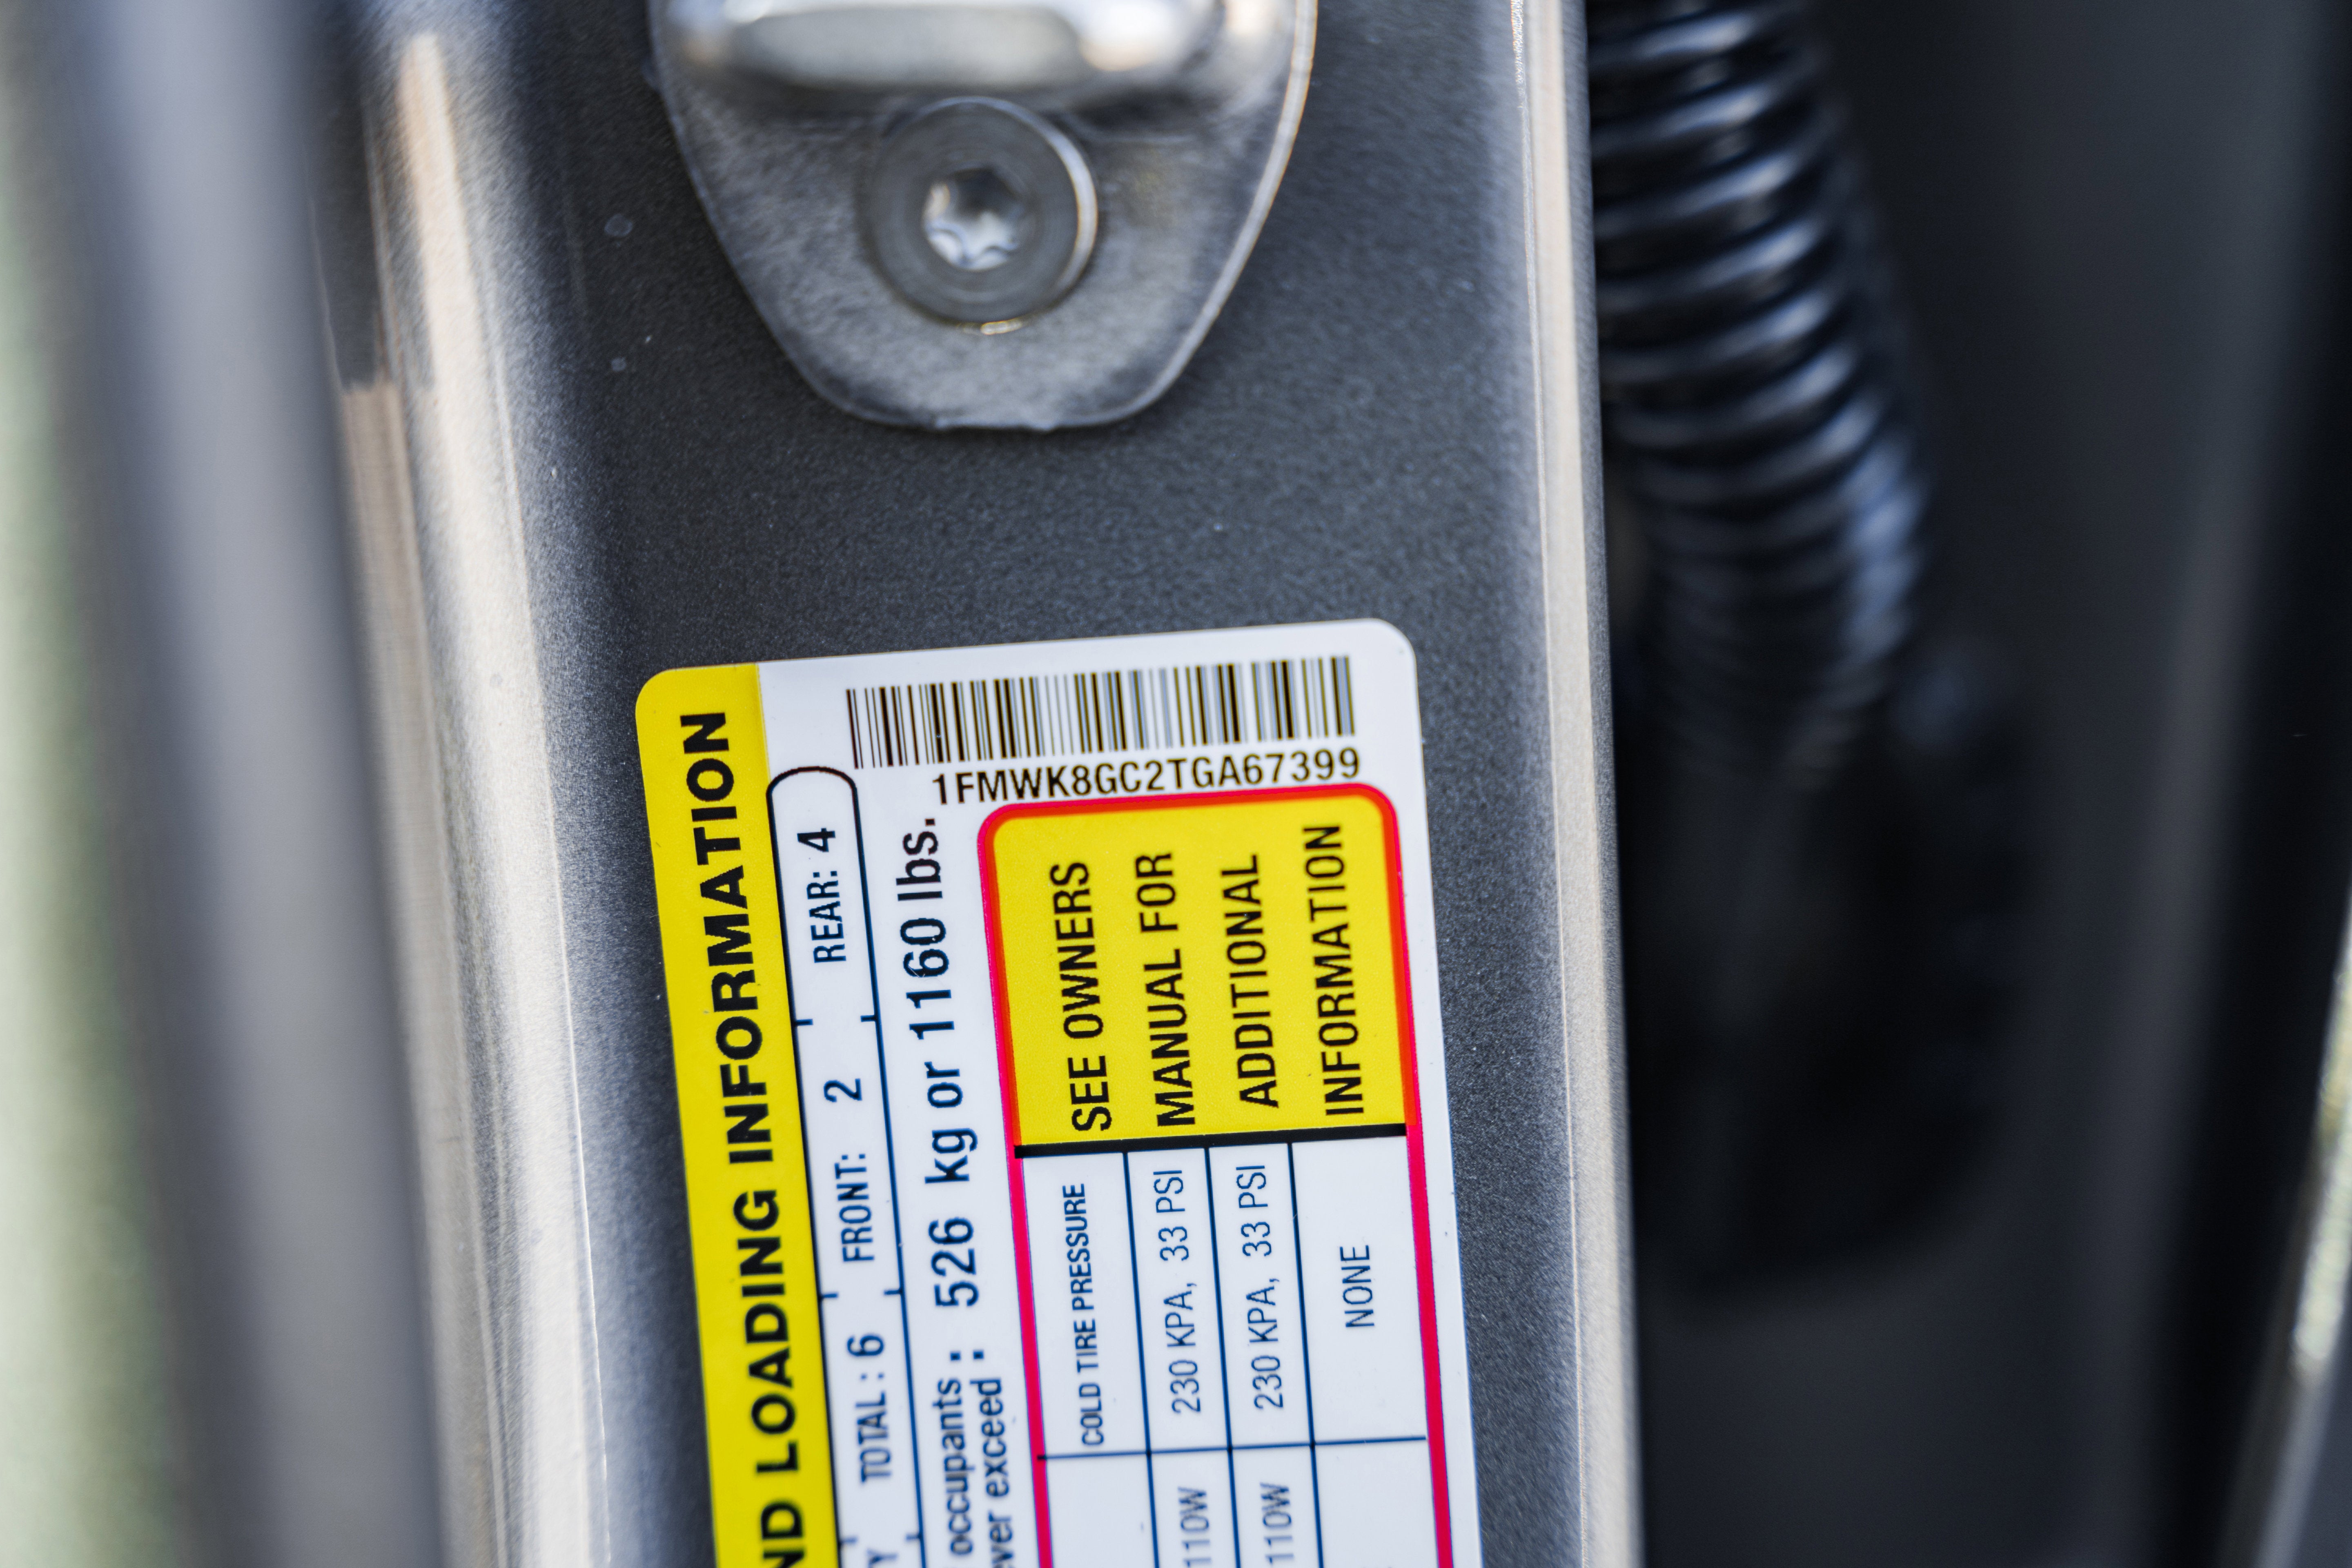 1FMWK8GC2TGA67399
ND LOADING INFORMATION
TOTAL : 6 FRONT: 2 REAR: 4
occupants :
ever exceed : 526 kg or 1160 lbs.
COLD TIRE PRESSURE
110W 230 KPA, 33 PSI
110W 230 KPA, 33 PSI
NONE
SEE OWNERS
MANUAL FOR
ADDITIONAL
INFORMATION